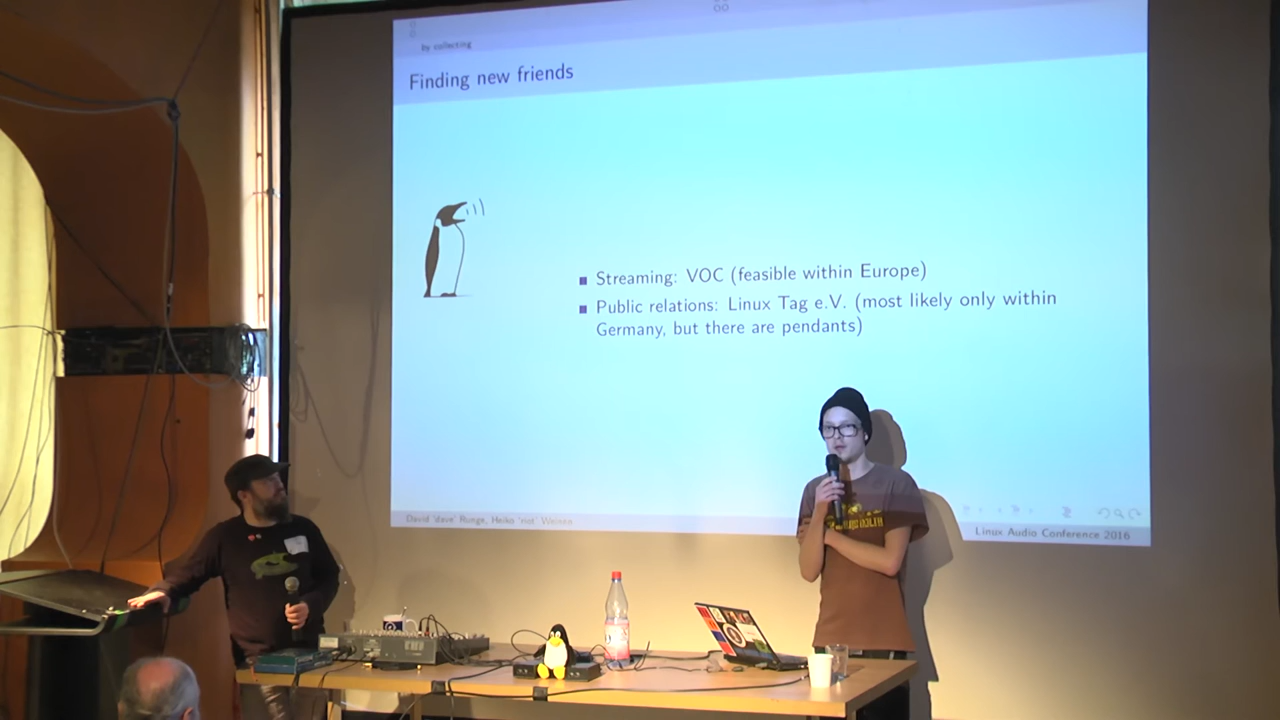 by collecting
Finding new friends
Streaming: VOC (feasible within Europe)
Public relations: Linux Tag e.V. (most likely only within
Germany, but there are pendants)
David 'dave' Runge, Heiko 'not' Weinen
Linux Audio Conference 2016